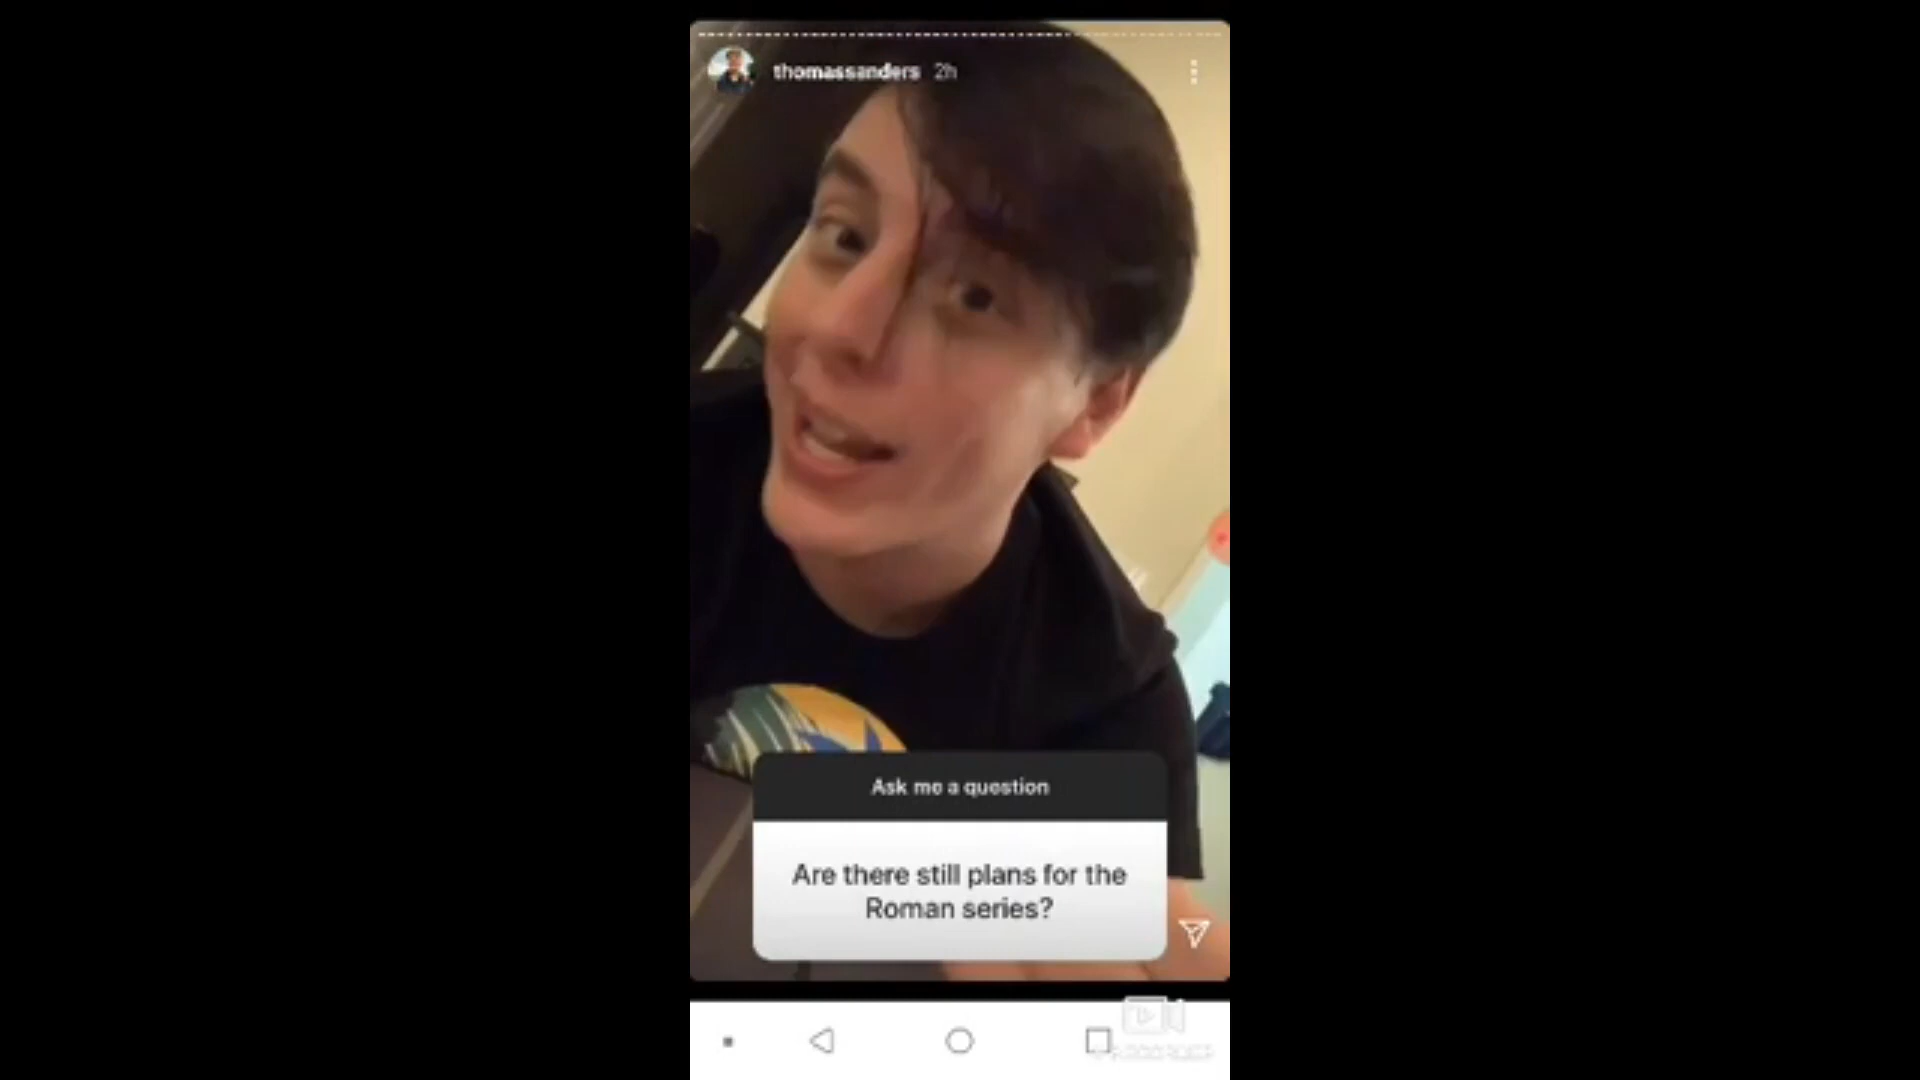 thomassanders 2h
Ask me a question
Are there still plans for the
Roman series?